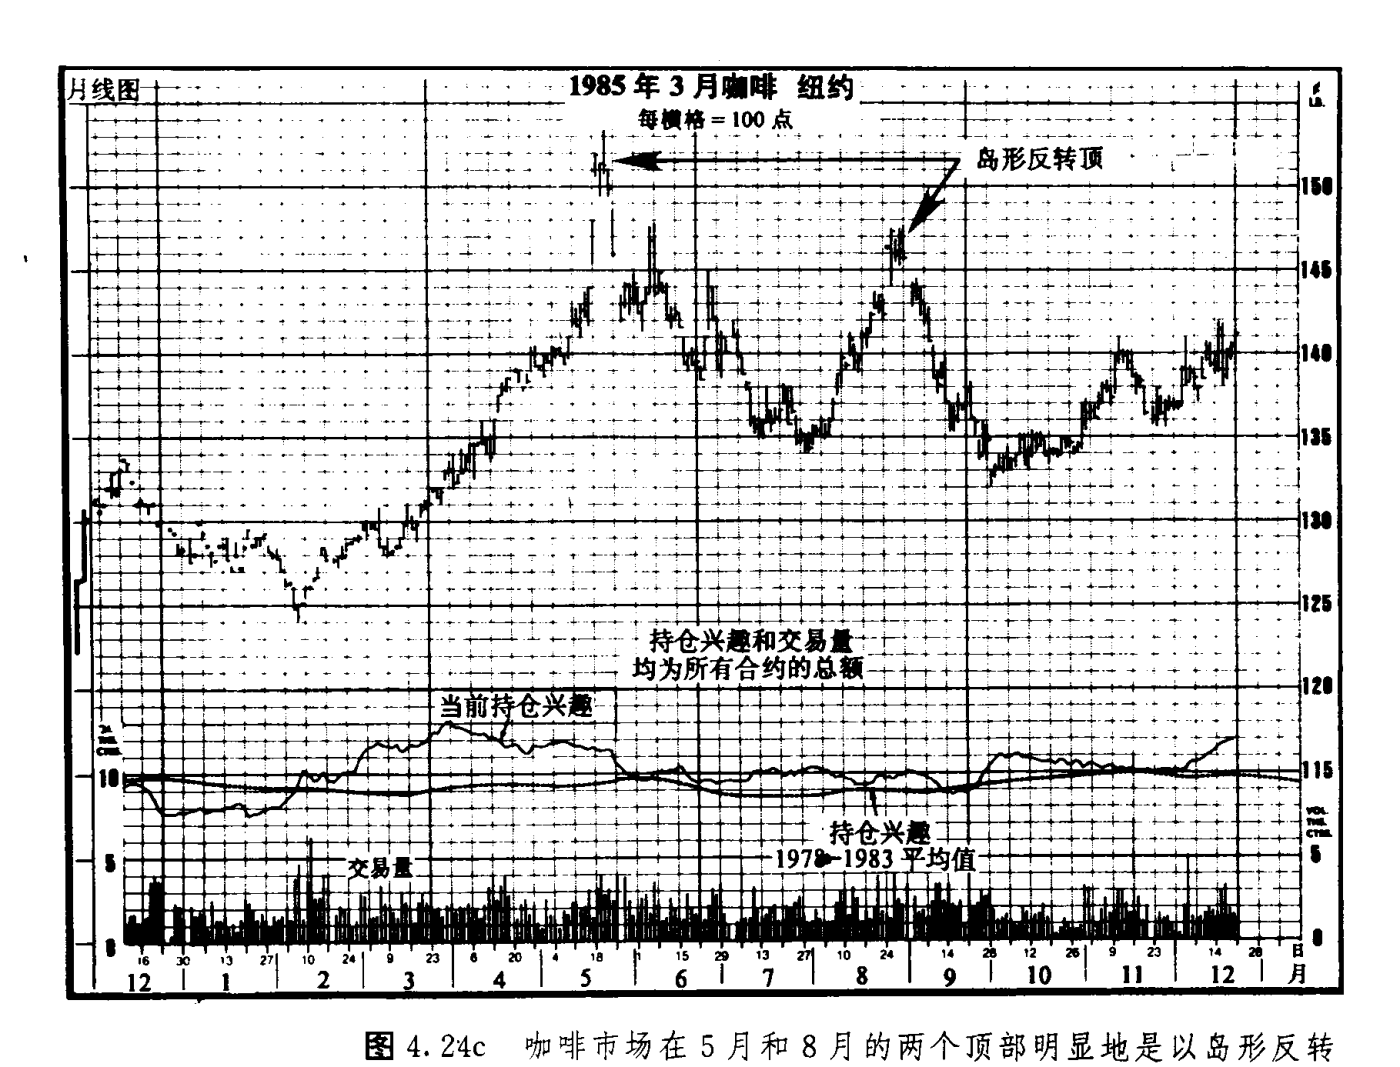 月线图
1985 年 3 月咖啡 纽约
每横格 = 100 点
¢
LB.
岛形反转顶
150
145
140
135
130
125
120
115
持仓兴趣和交易量
均为所有合约的总额
当前持仓兴趣
10
5
0
持仓兴趣
1978-1983 平均值
交易量
VOL.
THS.
CTRS.
5
0
16 30 13 27 10 24 9 23 6 20 4 18 1 15 29 13 27 10 24 14 28 12 26 9 23 14 28 日
12 1 2 3 4 5 6 7 8 9 10 11 12 月
图 4.24c 咖啡市场在 5 月和 8 月的两个顶部明显地是以岛形反转